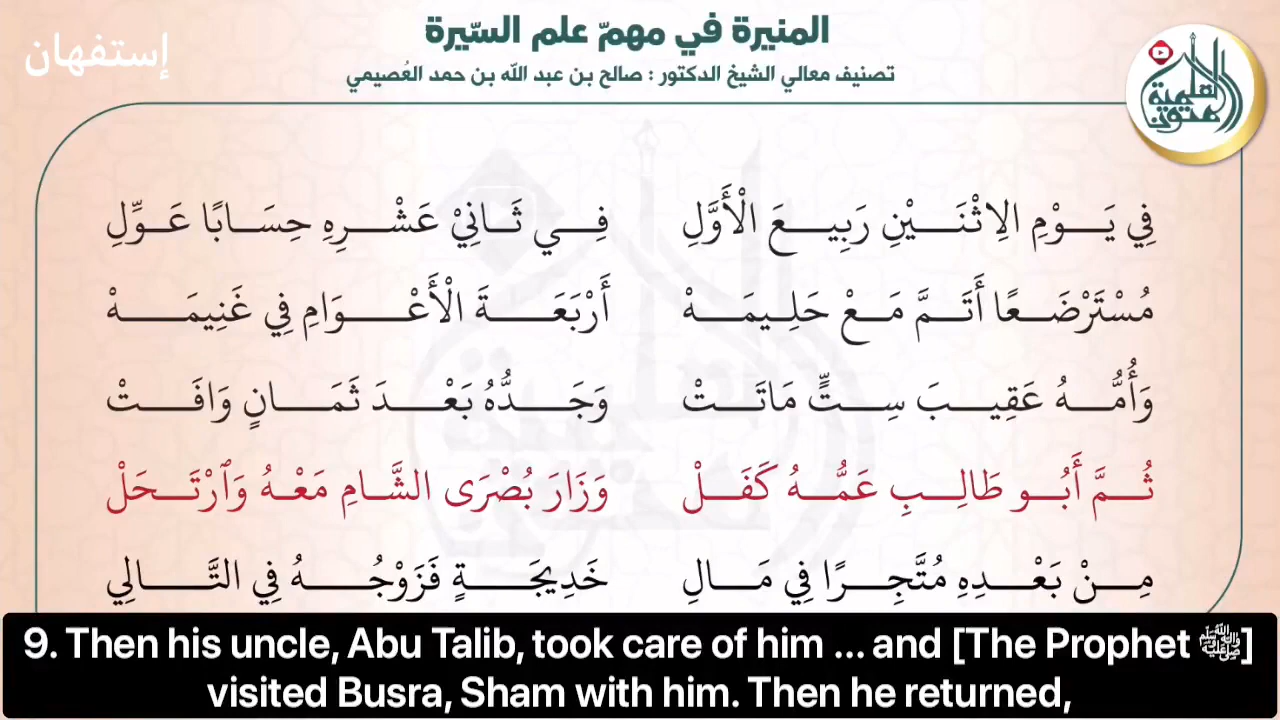 المنيرة في مهمّ علم السّيرة
إستفهان
تصنيف معالي الشيخ الدكتور : صالح بن عبد الله بن حمد العُصيمي
فِي يَوْمِ الِاثْنَيْنِ رَبِيعَ الْأَوَّلِ فِي ثَانِيْ عَشْرِهِ حِسَابًا عَوِّلِ
مُسْتَرْضَعًا أَتَمَّ مَعْ حَلِيمَهْ أَرْبَعَةَ الْأَعْوَامِ فِي غَنِيمَهْ
وَأُمُّهُ عَقِيبَ سِتٍّ مَاتَتْ وَجَدُّهُ بَعْدَ ثَمَانٍ وَافَتْ
ثُمَّ أَبُو طَالِبِ عَمُّهُ كَفَلْ وَزَارَ بُصْرَى الشَّامِ مَعْهُ وَٱرْتَحَلْ
مِنْ بَعْدِهِ مُتَّجِرًا فِي مَالِ خَدِيجَةٍ فَزَوْجُهُ فِي التَّالِي
9. Then his uncle, Abu Talib, took care of him ... and [The Prophet ﷺ]
visited Busra, Sham with him. Then he returned,